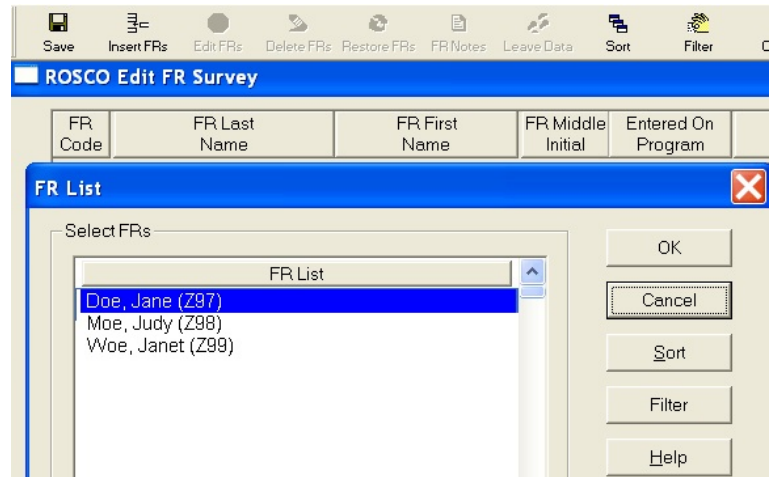 Save Insert FRs Edit FRs Delete FRs Restore FRs FR Notes Leave Data Sort Filter
ROSCO Edit FR Survey
FR Code FR Last Name FR First Name FR Middle Initial Entered On Program
FR List
Select FRs
FR List
Doe, Jane (Z97)
Moe, Judy (Z98)
Woe, Janet (Z99)
OK
Cancel
Sort
Filter
Help